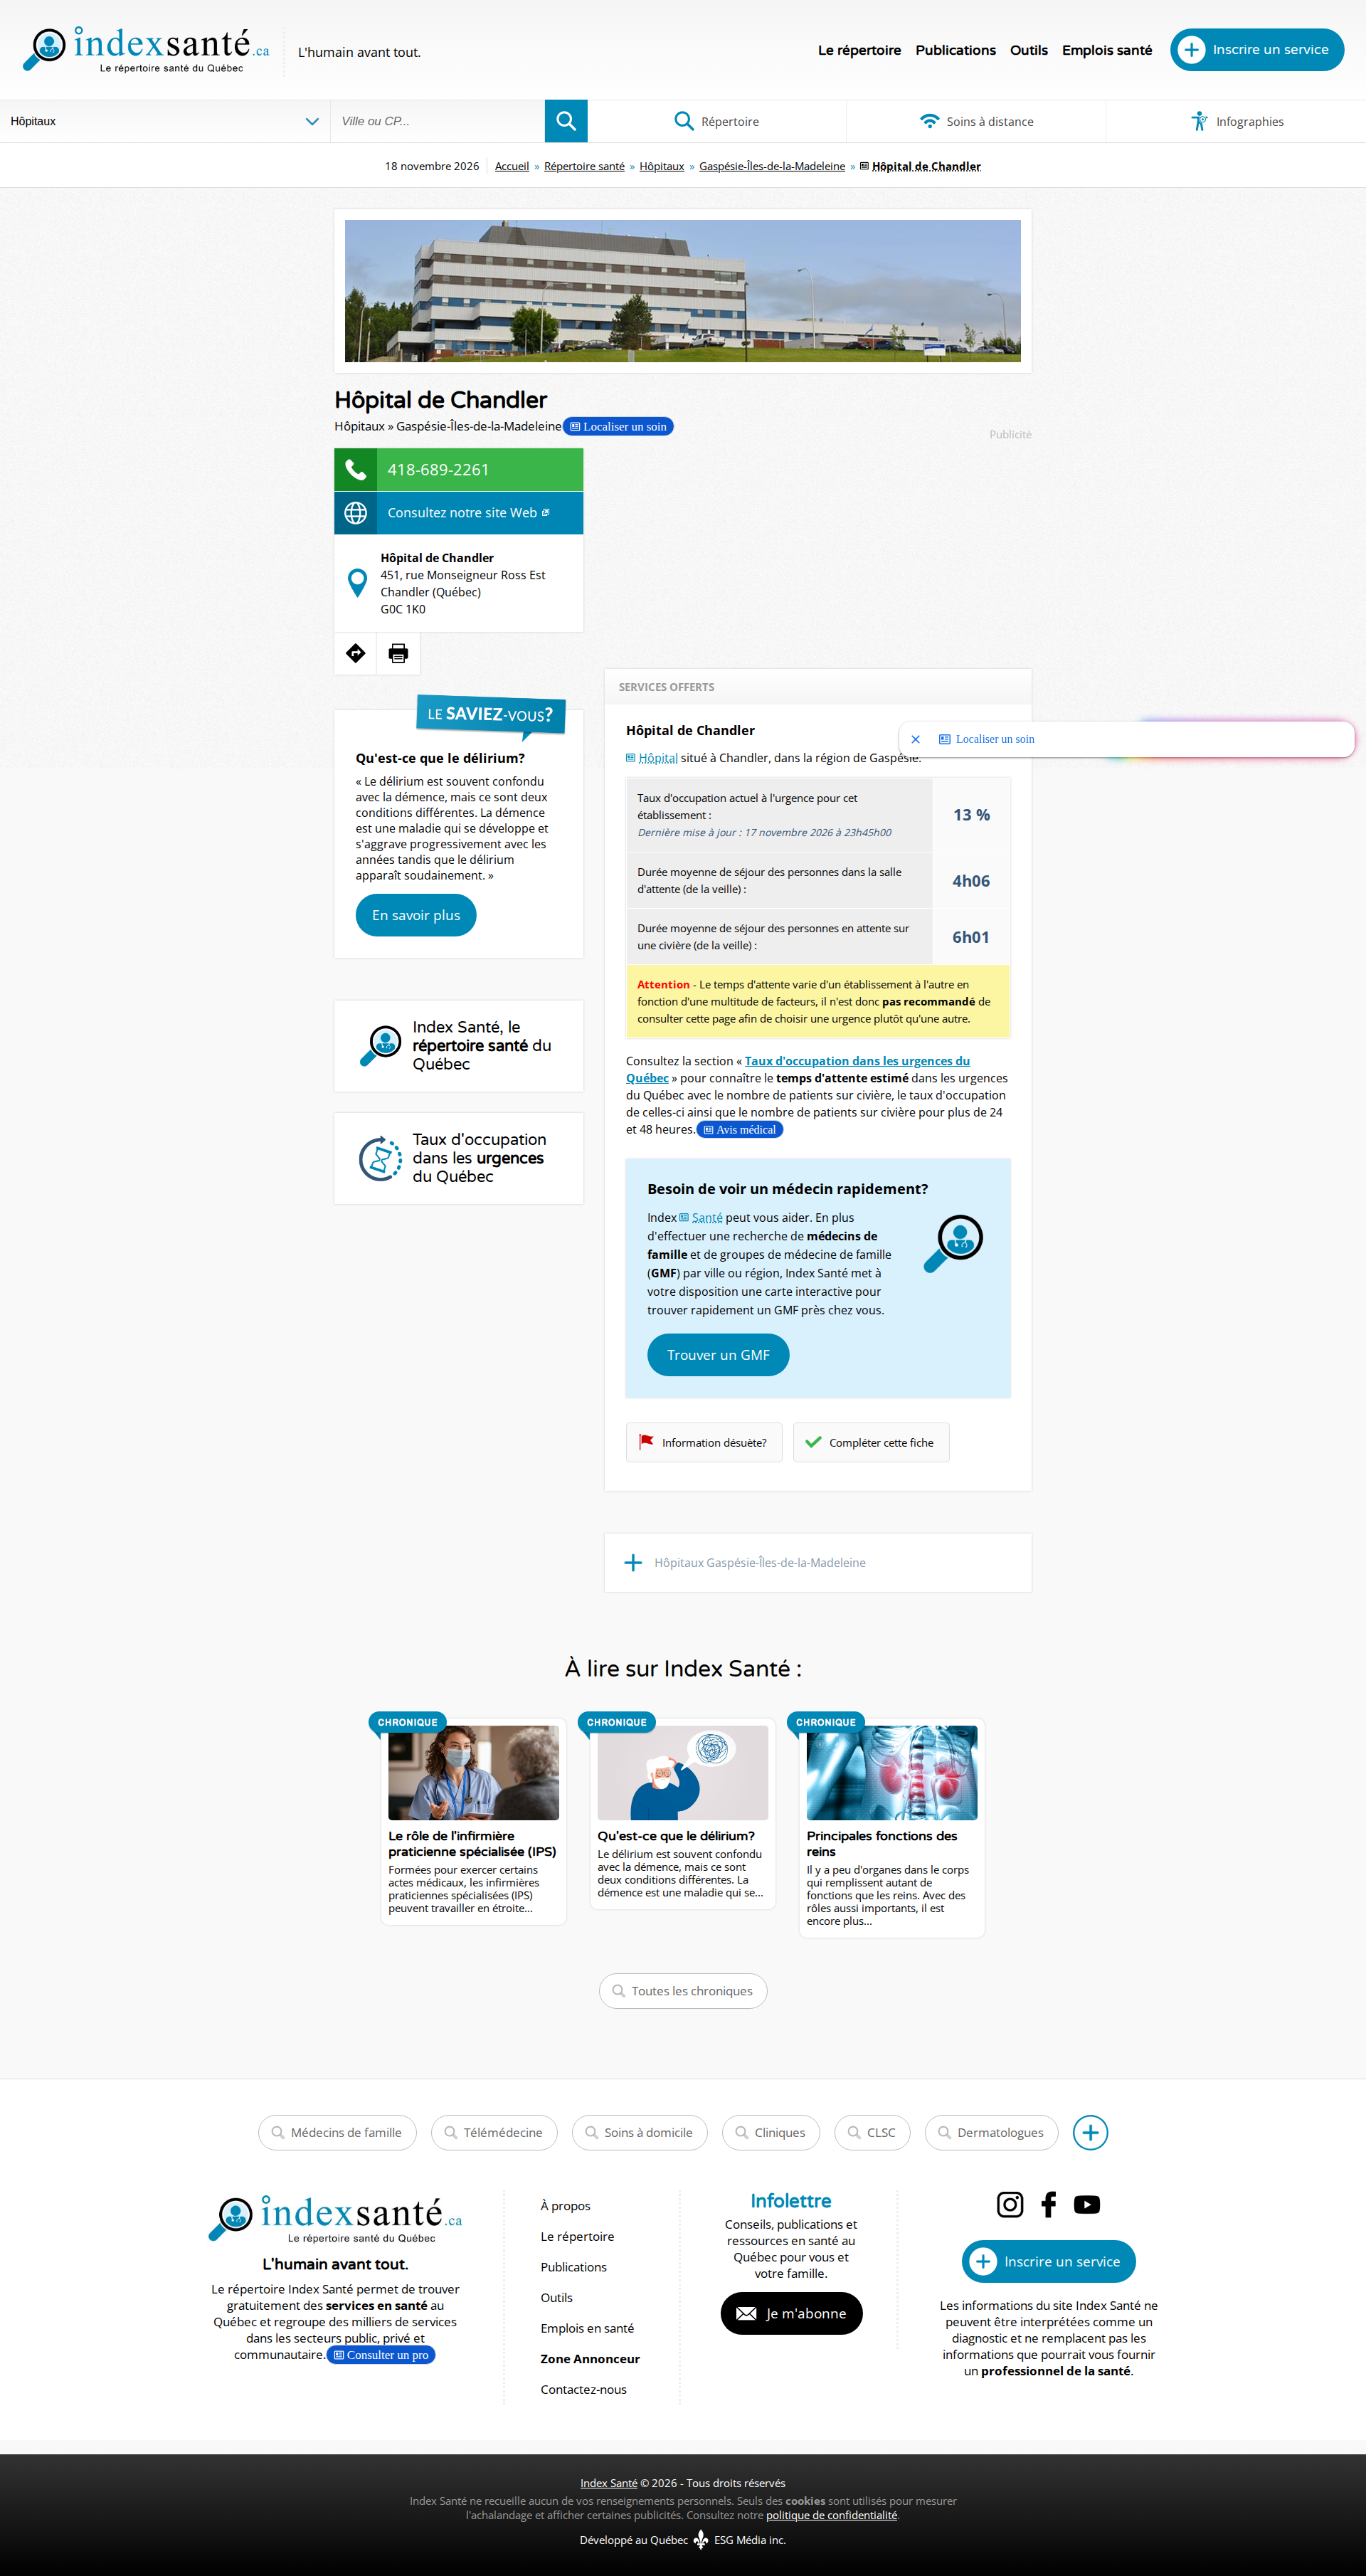 indexsanté.ca
Le répertoire santé du Québec
L'humain avant tout.
Le répertoire
Publications
Outils
Emplois santé
Inscrire un service
Hôpitaux
Ville ou CP...
Répertoire
Soins à distance
Infographies
18 novembre 2026 Accueil » Répertoire santé » Hôpitaux » Gaspésie-Îles-de-la-Madeleine » Hôpital de Chandler
Hôpital de Chandler
Hôpitaux » Gaspésie-Îles-de-la-Madeleine Localiser un soin
Publicité
418-689-2261
Consultez notre site Web
Hôpital de Chandler
451, rue Monseigneur Ross Est
Chandler (Québec)
G0C 1K0
LE SAVIEZ-VOUS?
Qu'est-ce que le délirium?
« Le délirium est souvent confondu
avec la démence, mais ce sont deux
conditions différentes. La démence
est une maladie qui se développe et
s'aggrave progressivement avec les
années tandis que le délirium
apparaît soudainement. »
En savoir plus
Index Santé, le
répertoire santé du
Québec
Taux d'occupation
dans les urgences
du Québec
SERVICES OFFERTS
Hôpital de Chandler
Hôpital situé à Chandler, dans la région de Gaspésie.
Localiser un soin
Taux d'occupation actuel à l'urgence pour cet
établissement :
Dernière mise à jour : 17 novembre 2026 à 23h45h00
13 %
Durée moyenne de séjour des personnes dans la salle
d'attente (de la veille) :
4h06
Durée moyenne de séjour des personnes en attente sur
une civière (de la veille) :
6h01
Attention - Le temps d'attente varie d'un établissement à l'autre en
fonction d'une multitude de facteurs, il n'est donc pas recommandé de
consulter cette page afin de choisir une urgence plutôt qu'une autre.
Consultez la section « Taux d'occupation dans les urgences du
Québec » pour connaître le temps d'attente estimé dans les urgences
du Québec avec le nombre de patients sur civière, le taux d'occupation
de celles-ci ainsi que le nombre de patients sur civière pour plus de 24
et 48 heures. Avis médical
Besoin de voir un médecin rapidement?
Index Santé peut vous aider. En plus
d'effectuer une recherche de médecins de
famille et de groupes de médecine de famille
(GMF) par ville ou région, Index Santé met à
votre disposition une carte interactive pour
trouver rapidement un GMF près chez vous.
Trouver un GMF
Information désuète?
Compléter cette fiche
Hôpitaux Gaspésie-Îles-de-la-Madeleine
À lire sur Index Santé :
CHRONIQUE
Le rôle de l'infirmière
praticienne spécialisée (IPS)
Formées pour exercer certains
actes médicaux, les infirmières
praticiennes spécialisées (IPS)
peuvent travailler en étroite...
CHRONIQUE
Qu'est-ce que le délirium?
Le délirium est souvent confondu
avec la démence, mais ce sont
deux conditions différentes. La
démence est une maladie qui se...
CHRONIQUE
Principales fonctions des
reins
Il y a peu d'organes dans le corps
qui remplissent autant de
fonctions que les reins. Avec des
rôles aussi importants, il est
encore plus...
Toutes les chroniques
Médecins de famille
Télémédecine
Soins à domicile
Cliniques
CLSC
Dermatologues
indexsanté.ca
Le répertoire santé du Québec
L'humain avant tout.
Le répertoire Index Santé permet de trouver
gratuitement des services en santé au
Québec et regroupe des milliers de services
dans les secteurs public, privé et
communautaire. Consulter un pro
À propos
Le répertoire
Publications
Outils
Emplois en santé
Zone Annonceur
Contactez-nous
Infolettre
Conseils, publications et
ressources en santé au
Québec pour vous et
votre famille.
Je m'abonne
Inscrire un service
Les informations du site Index Santé ne
peuvent être interprétées comme un
diagnostic et ne remplacent pas les
informations que pourrait vous fournir
un professionnel de la santé.
Index Santé © 2026 - Tous droits réservés
Index Santé ne recueille aucun de vos renseignements personnels. Seuls des cookies sont utilisés pour mesurer
l'achalandage et afficher certaines publicités. Consultez notre politique de confidentialité.
Développé au Québec ESG Média inc.